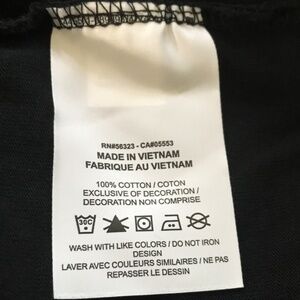 RN#56323 - CA#05553
MADE IN VIETNAM
FABRIQUE AU VIETNAM
100% COTTON / COTON
EXCLUSIVE OF DECORATION /
DECORATION NON COMPRISE
30C
WASH WITH LIKE COLORS / DO NOT IRON
DESIGN
LAVER AVEC COULEURS SIMILAIRES / NE PAS
REPASSER LE DESSIN